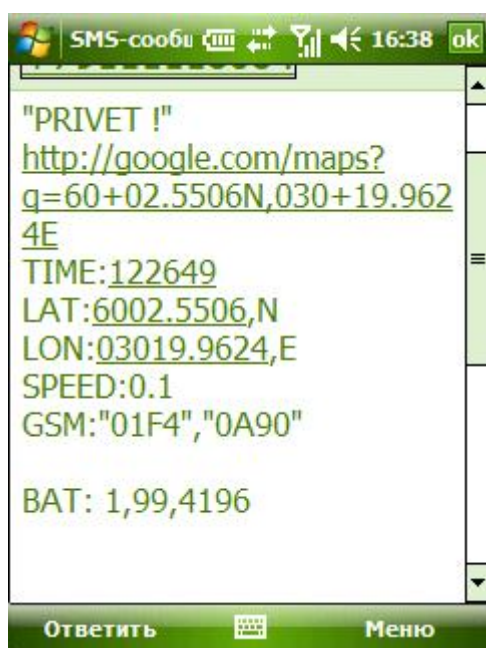 SMS-сооби 16:38 ok
"PRIVET !"
http://google.com/maps?
q=60+02.5506N,030+19.962
4E
TIME:122649
LAT:6002.5506,N
LON:03019.9624,E
SPEED:0.1
GSM:"01F4","0A90"
BAT: 1,99,4196
Ответить Меню